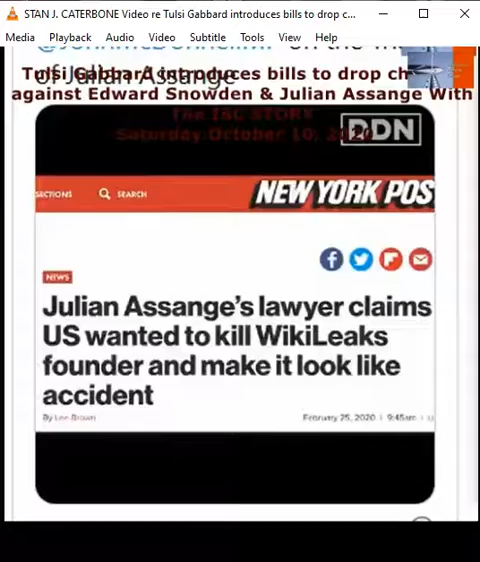 STAN J. CATERBONE Video re Tulsi Gabbard introduces bills to drop c...
Media Playback Audio Video Subtitle Tools View Help
Tulsi Gabbard introduces bills to drop
against Edward Snowden & Julian Assange With
of Julian Assange
The ISC STORY
Saturday October 10, 2020
DDN
SECTIONS SEARCH
NEW YORK POS
NEWS
Julian Assange's lawyer claims
US wanted to kill WikiLeaks
founder and make it look like
accident
By Lee Brown February 25, 2020 | 9:45am